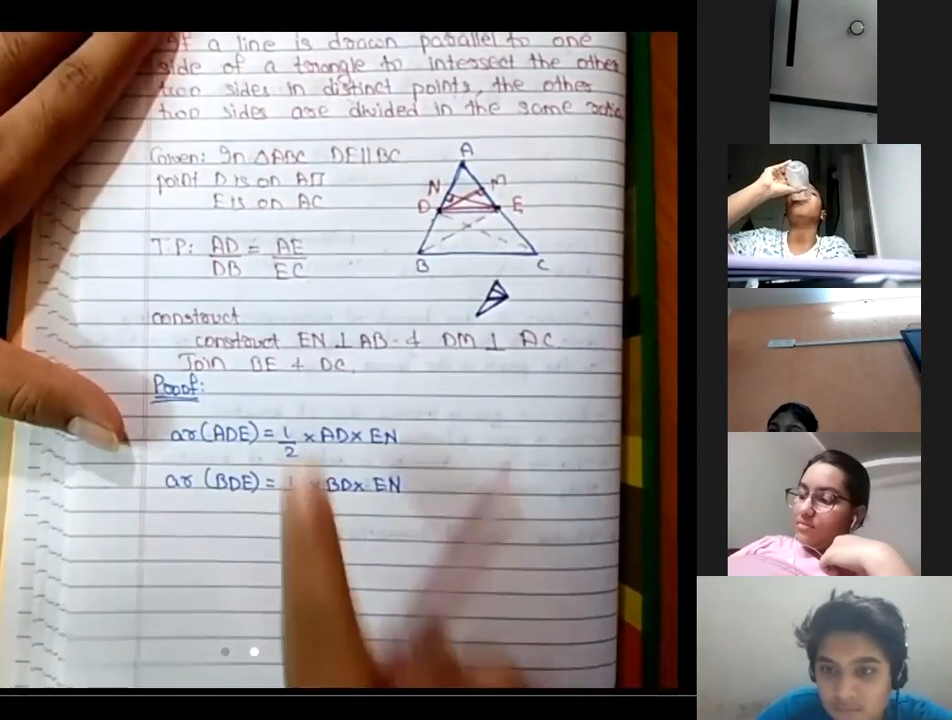 of a line is drawn parallel to one
side of a triangle to intersect the other
two sides in distinct points, the other
two sides are divided in the same ratio
Given: In △ABC DE||BC
point D is on AB
E is on AC
T.P: AD/DB = AE/EC
A
N
M
D
E
B
C
construct
construct EN ⊥ AB & DM ⊥ AC
Join BE & DC.
Proof:
ar(ADE) = 1/2 × AD × EN
ar (BDE) = 1 × BD × EN